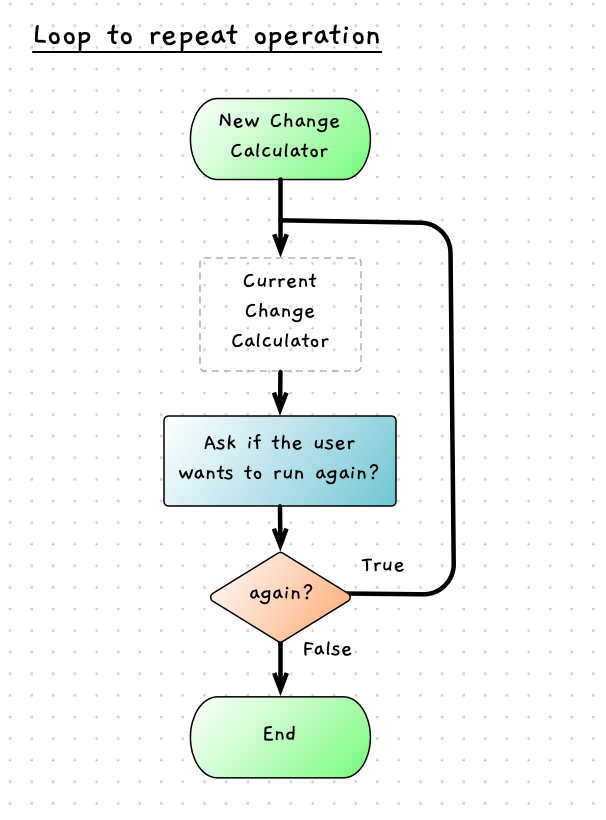 Loop to repeat operation
New Change
Calculator
Current
Change
Calculator
Ask if the user
wants to run again?
again?
True
False
End